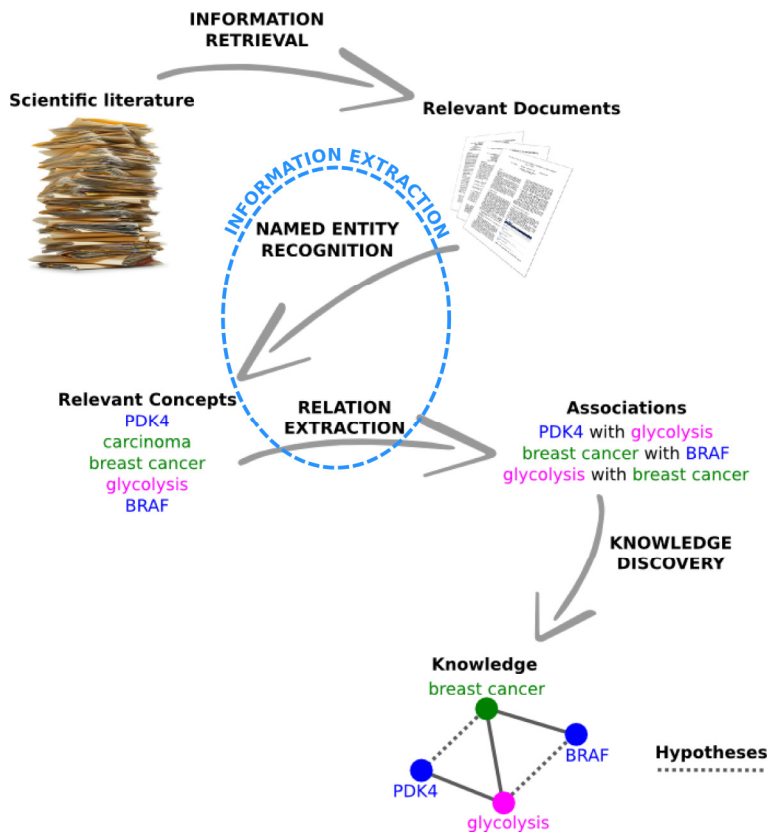 INFORMATION
RETRIEVAL
Scientific literature
Relevant Documents
INFORMATION EXTRACTION
NAMED ENTITY
RECOGNITION
Relevant Concepts
PDK4
carcinoma
breast cancer
glycolysis
BRAF
RELATION
EXTRACTION
Associations
PDK4 with glycolysis
breast cancer with BRAF
glycolysis with breast cancer
KNOWLEDGE
DISCOVERY
Knowledge
breast cancer
BRAF
PDK4
glycolysis
Hypotheses